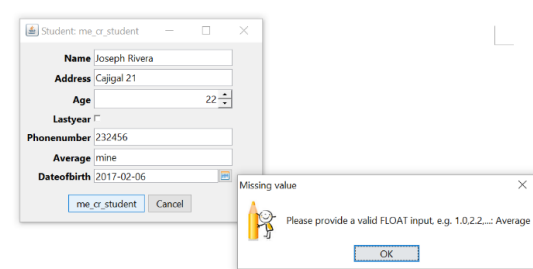 Student: me_cr_student
Name Joseph Rivera
Address Cajigal 21
Age 22
Lastyear
Phonenumber 232456
Average mine
Dateofbirth 2017-02-06
me_cr_student Cancel
Missing value
Please provide a valid FLOAT input, e.g. 1.0,2.2,...: Average
OK